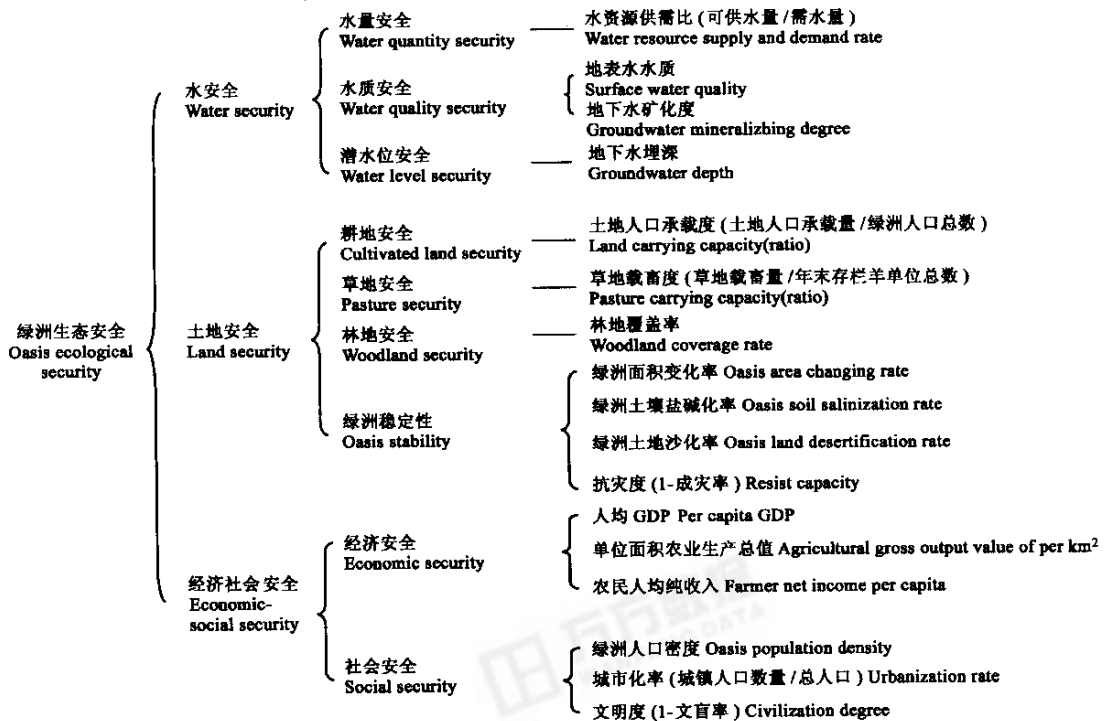 水量安全
Water quantity security
水资源供需比 (可供水量/需水量)
Water resource supply and demand rate
水安全
Water security
水质安全
Water quality security
地表水水质
Surface water quality
地下水矿化度
Groundwater mineralizhing degree
潜水位安全
Water level security
地下水埋深
Groundwater depth
绿洲生态安全
Oasis ecological
security
土地安全
Land security
耕地安全
Cultivated land security
土地人口承载度 (土地人口承载量/绿洲人口总数)
Land carrying capacity(ratio)
草地安全
Pasture security
草地载畜度 (草地载畜量/年末存栏羊单位总数)
Pasture carrying capacity(ratio)
林地安全
Woodland security
林地覆盖率
Woodland coverage rate
绿洲稳定性
Oasis stability
绿洲面积变化率 Oasis area changing rate
绿洲土壤盐碱化率 Oasis soil salinization rate
绿洲土地沙化率 Oasis land desertification rate
抗灾度 (1-成灾率) Resist capacity
经济社会安全
Economic-
social security
经济安全
Economic security
人均 GDP Per capita GDP
单位面积农业生产总值 Agricultural gross output value of per km²
农民人均纯收入 Farmer net income per capita
社会安全
Social security
绿洲人口密度 Oasis population density
城市化率 (城镇人口数量/总人口) Urbanization rate
文明度 (1-文盲率) Civilization degree
万方数据